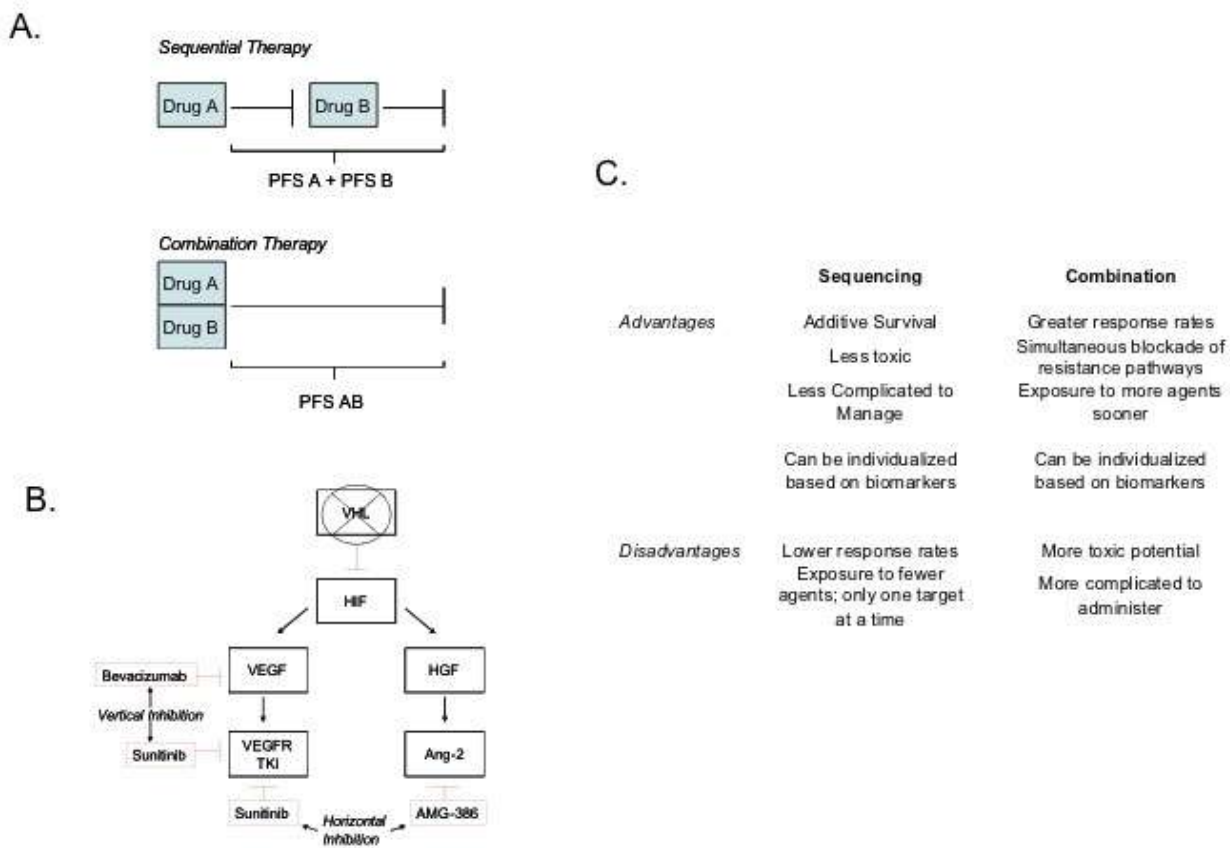 A.
Sequential Therapy
Drug A
Drug B
PFS A + PFS B
Combination Therapy
Drug A
Drug B
PFS AB
B.
VHL
HIF
VEGF
HGF
Bevacizumab
Vertical Inhibition
Sunitinib
VEGFR
TKI
Ang-2
Sunitinib
AMG-386
Horizontal
Inhibition
C.
Sequencing
Combination
Advantages
Additive Survival
Greater response rates
Less toxic
Simultaneous blockade of
resistance pathways
Less Complicated to
Manage
Exposure to more agents
sooner
Can be individualized
based on biomarkers
Can be individualized
based on biomarkers
Disadvantages
Lower response rates
More toxic potential
Exposure to fewer
agents; only one target
at a time
More complicated to
administer